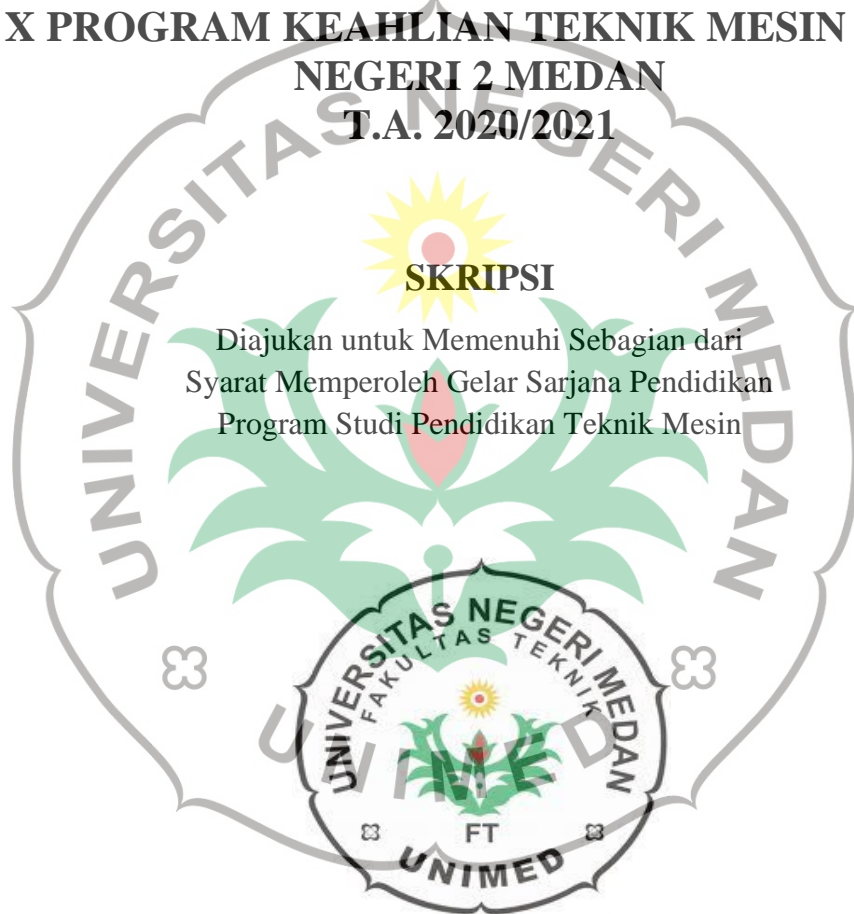 X PROGRAM KEAHLIAN TEKNIK MESIN
NEGERI 2 MEDAN
T.A. 2020/2021
SKRIPSI
Diajukan untuk Memenuhi Sebagian dari
Syarat Memperoleh Gelar Sarjana Pendidikan
Program Studi Pendidikan Teknik Mesin
UNIVERSITAS NEGERI MEDAN
UNIMED
UNIVERSITAS NEGERI MEDAN
FAKULTAS TEKNIK
FT
UNIMED